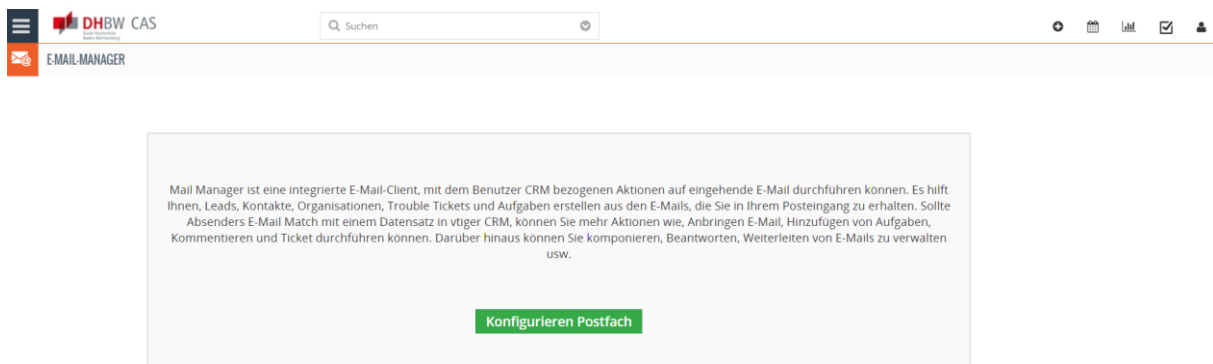 DHBW CAS
Duale Hochschule
Baden-Württemberg
Suchen
E-MAIL-MANAGER
Mail Manager ist eine integrierte E-Mail-Client, mit dem Benutzer CRM bezogenen Aktionen auf eingehende E-Mail durchführen können. Es hilft
Ihnen, Leads, Kontakte, Organisationen, Trouble Tickets und Aufgaben erstellen aus den E-Mails, die Sie in Ihrem Posteingang zu erhalten. Sollte
Absenders E-Mail Match mit einem Datensatz in vtiger CRM, können Sie mehr Aktionen wie, Anbringen E-Mail, Hinzufügen von Aufgaben,
Kommentieren und Ticket durchführen können. Darüber hinaus können Sie komponieren, Beantworten, Weiterleiten von E-Mails zu verwalten
usw.
Konfigurieren Postfach